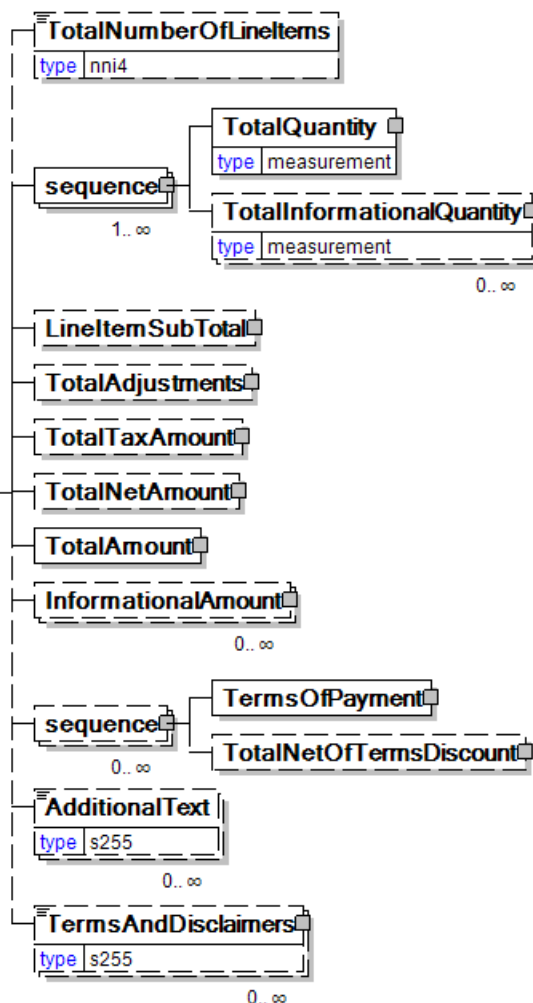 TotalNumberOfLineItems
type nni4
TotalQuantity
type measurement
sequence
1.. ∞
TotalInformationalQuantity
type measurement
0.. ∞
LineItemSubTotal
TotalAdjustments
TotalTaxAmount
TotalNetAmount
TotalAmount
InformationalAmount
0.. ∞
TermsOfPayment
sequence
0.. ∞
TotalNetOfTermsDiscount
AdditionalText
type s255
0.. ∞
TermsAndDisclaimers
type s255
0.. ∞